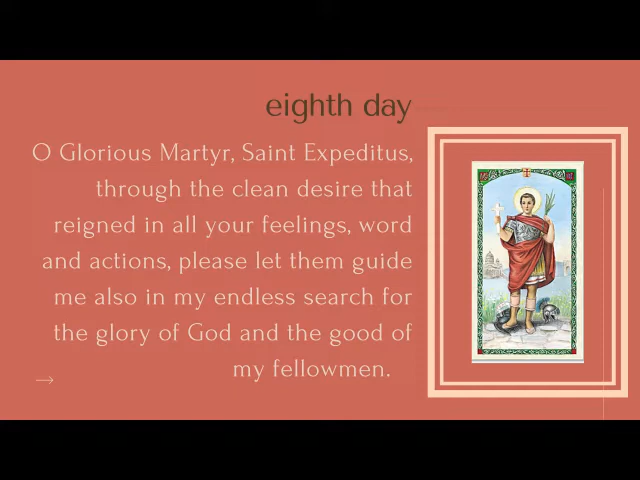 eighth day
O Glorious Martyr, Saint Expeditus,
through the clean desire that
reigned in all your feelings, word
and actions, please let them guide
me also in my endless search for
the glory of God and the good of
my fellowmen.